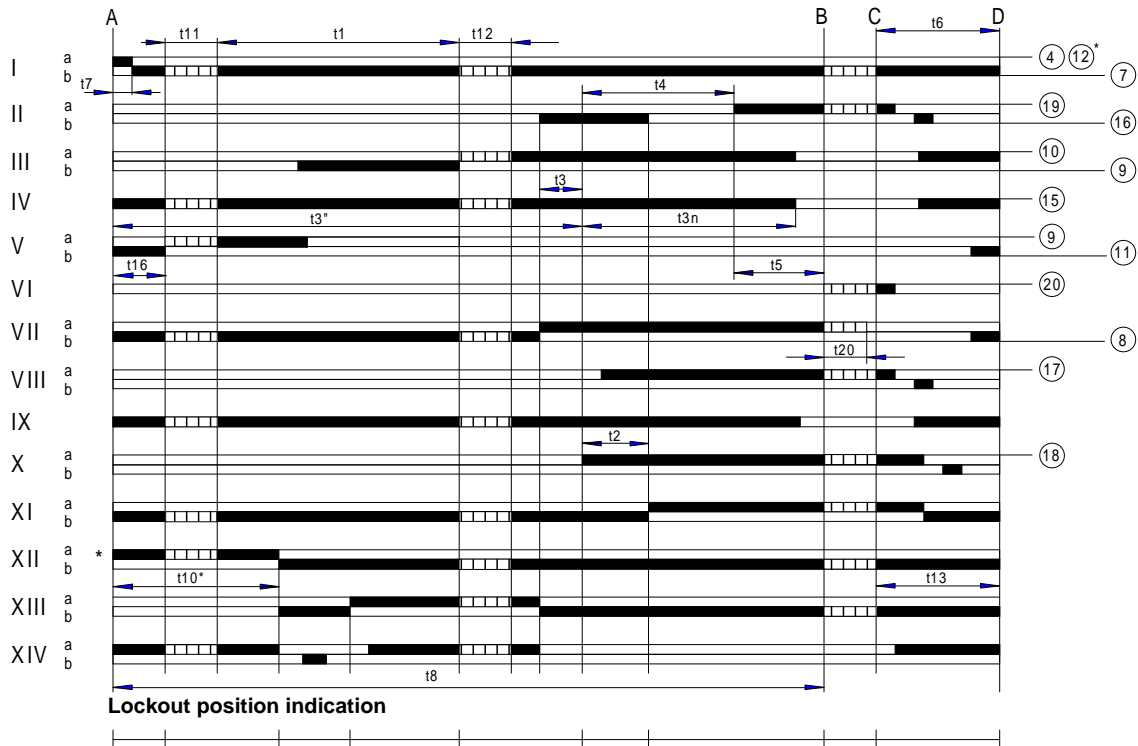 A B C D
t11 t1 t12 t6
I a b 4 12* 7
t7 t4
II a b 19 16
III a b 10 9
t3
IV 15
t3" t3n
V a b 9 11
t16 t5
VI 20
VII a b 8
t20
VIII a b 17
IX
t2
X a b 18
XI a b
XII a b *
t10* t13
XIII a b
XIV a b
t8
Lockout position indication